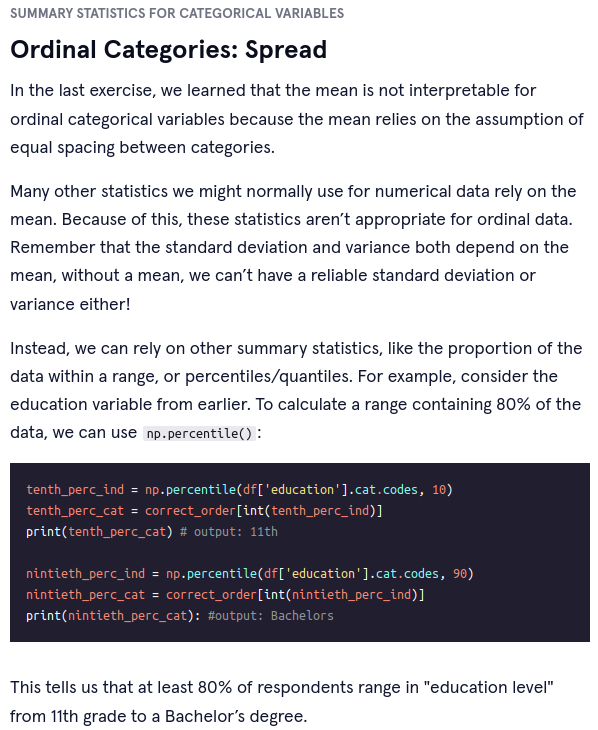 SUMMARY STATISTICS FOR CATEGORICAL VARIABLES
Ordinal Categories: Spread
In the last exercise, we learned that the mean is not interpretable for
ordinal categorical variables because the mean relies on the assumption of
equal spacing between categories.
Many other statistics we might normally use for numerical data rely on the
mean. Because of this, these statistics aren’t appropriate for ordinal data.
Remember that the standard deviation and variance both depend on the
mean, without a mean, we can’t have a reliable standard deviation or
variance either!
Instead, we can rely on other summary statistics, like the proportion of the
data within a range, or percentiles/quantiles. For example, consider the
education variable from earlier. To calculate a range containing 80% of the
data, we can use np.percentile():
tenth_perc_ind = np.percentile(df['education'].cat.codes, 10)
tenth_perc_cat = correct_order[int(tenth_perc_ind)]
print(tenth_perc_cat) # output: 11th
nintieth_perc_ind = np.percentile(df['education'].cat.codes, 90)
nintieth_perc_cat = correct_order[int(nintieth_perc_ind)]
print(nintieth_perc_cat): #output: Bachelors
This tells us that at least 80% of respondents range in "education level"
from 11th grade to a Bachelor’s degree.